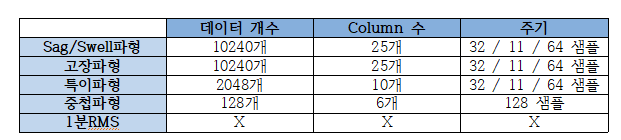 데이터 개수 Column 수 주기
Sag/Swell파형 10240개 25개 32 / 11 / 64 샘플
고장파형 10240개 25개 32 / 11 / 64 샘플
특이파형 2048개 10개 32 / 11 / 64 샘플
중첩파형 128개 6개 128 샘플
1분RMS X X X